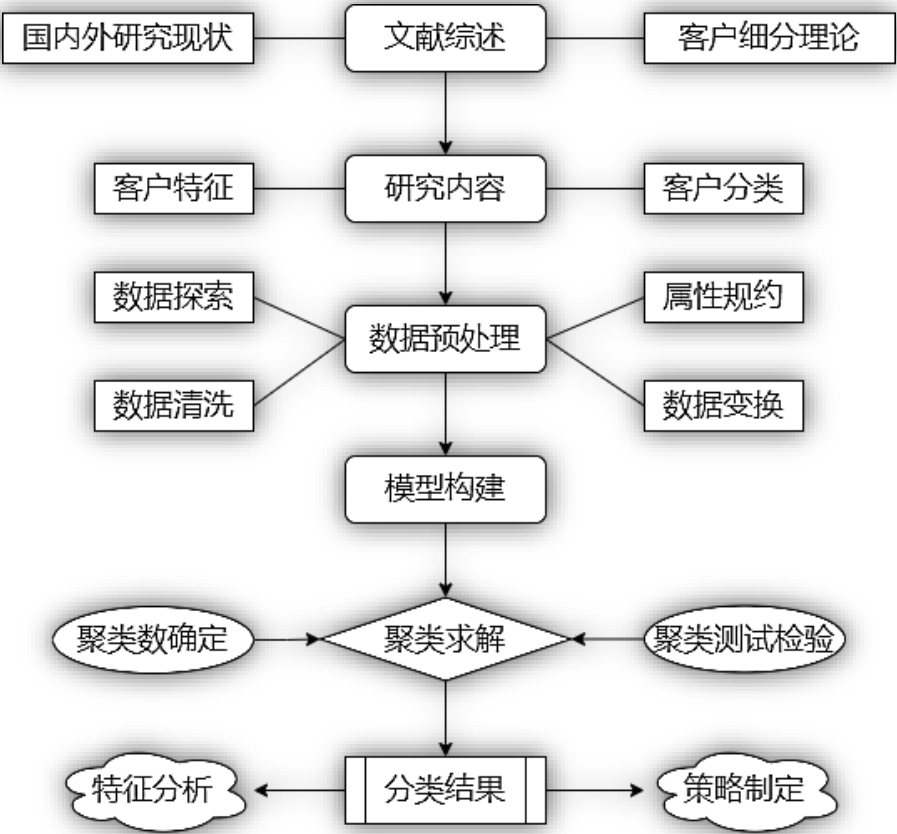 国内外研究现状
文献综述
客户细分理论
客户特征
研究内容
客户分类
数据探索
属性规约
数据预处理
数据清洗
数据变换
模型构建
聚类数确定
聚类求解
聚类测试检验
特征分析
分类结果
策略制定